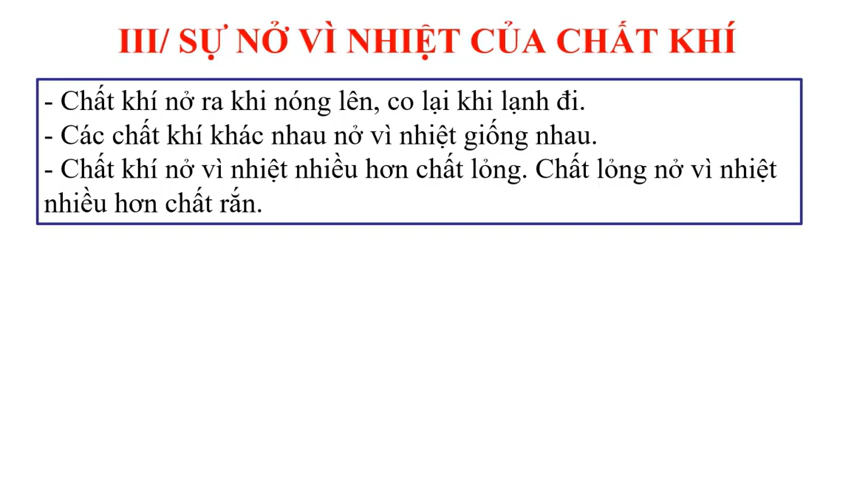 III/ SỰ NỞ VÌ NHIỆT CỦA CHẤT KHÍ
- Chất khí nở ra khi nóng lên, co lại khi lạnh đi.
- Các chất khí khác nhau nở vì nhiệt giống nhau.
- Chất khí nở vì nhiệt nhiều hơn chất lỏng. Chất lỏng nở vì nhiệt
nhiều hơn chất rắn.